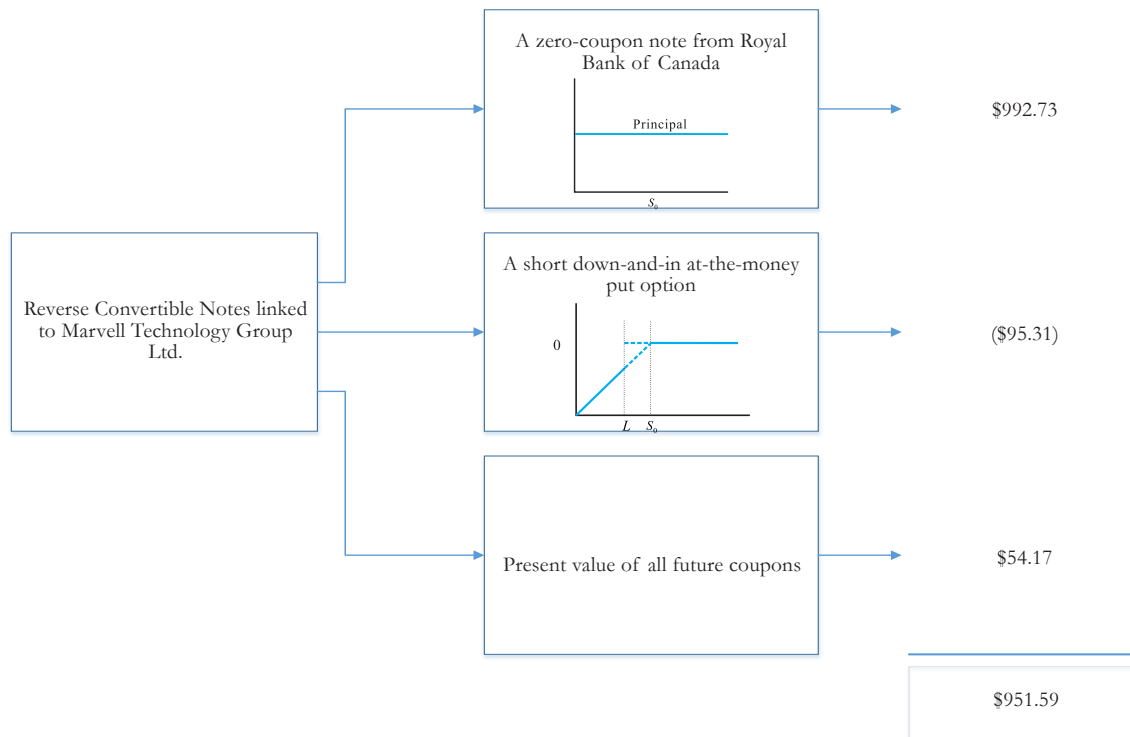 A zero-coupon note from Royal
Bank of Canada
Principal
S₀
$992.73
Reverse Convertible Notes linked
to Marvell Technology Group
Ltd.
A short down-and-in at-the-money
put option
0
L S₀
($95.31)
Present value of all future coupons
$54.17
$951.59